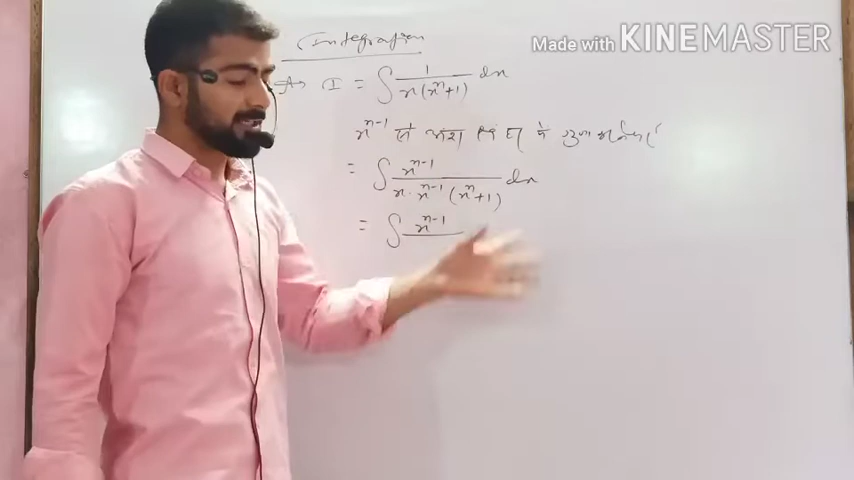 Made with KINEMASTER
Integration
I = ∫ 1/x(xⁿ+1) dx
xⁿ⁻¹ से अंश एवं हर में गुणा करने पर
= ∫ xⁿ⁻¹/x·xⁿ⁻¹(xⁿ+1) dx
= ∫ xⁿ⁻¹